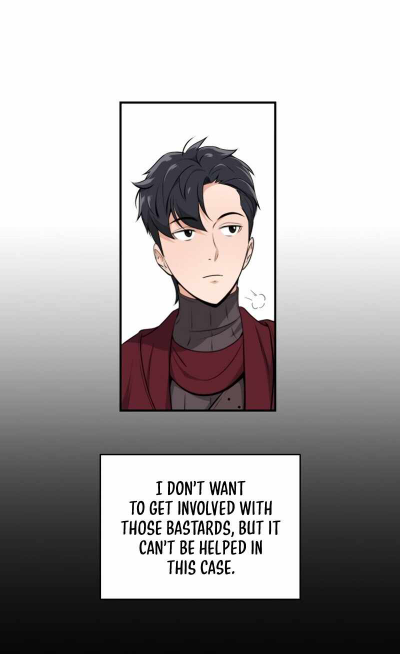 I DON'T WANT
TO GET INVOLVED WITH
THOSE BASTARDS, BUT IT
CAN'T BE HELPED IN
THIS CASE.